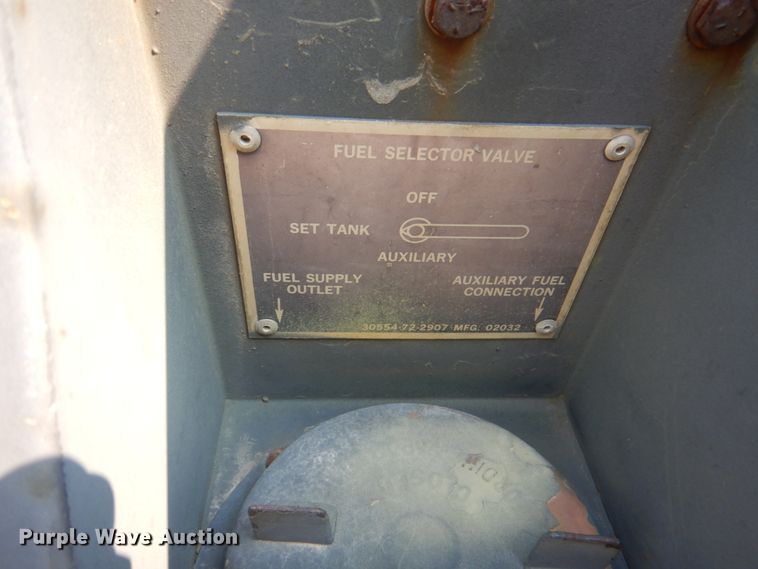 FUEL SELECTOR VALVE
OFF
SET TANK
AUXILIARY
FUEL SUPPLY OUTLET
AUXILIARY FUEL CONNECTION
30554-72-2907 MFG. 02032
Purple Wave Auction